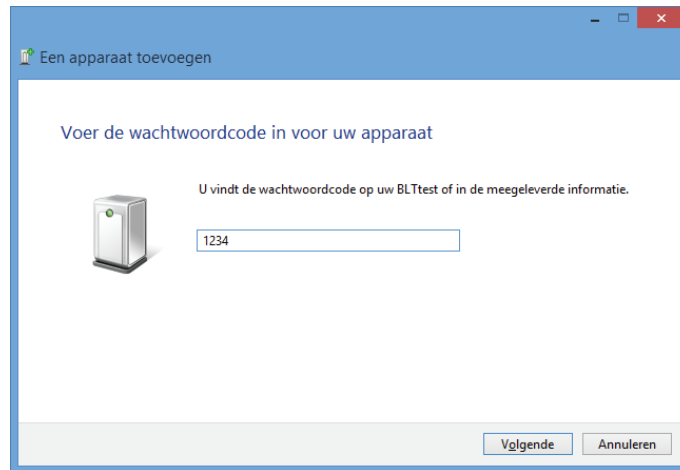 Een apparaat toevoegen
Voer de wachtwoordcode in voor uw apparaat
U vindt de wachtwoordcode op uw BLTtest of in de meegeleverde informatie.
1234
Volgende
Annuleren